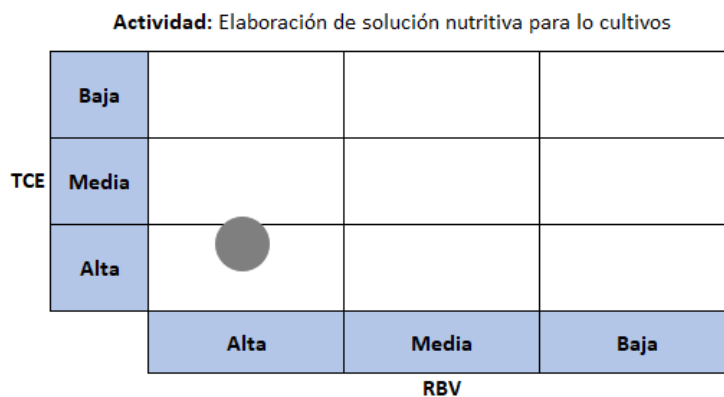 Actividad: Elaboración de solución nutritiva para lo cultivos
Baja
TCE Media
Alta
Alta Media Baja
RBV